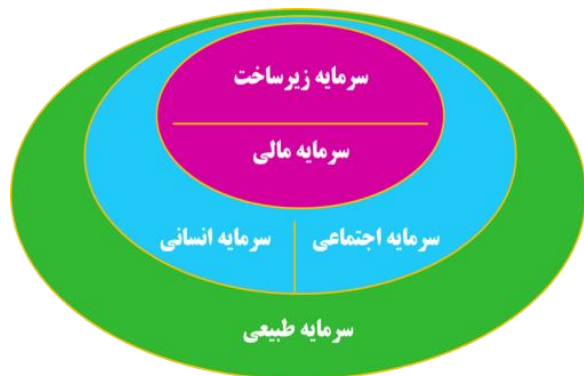 سرمایه زیرساخت
سرمایه مالی
سرمایه اجتماعی
سرمایه انسانی
سرمایه طبیعی